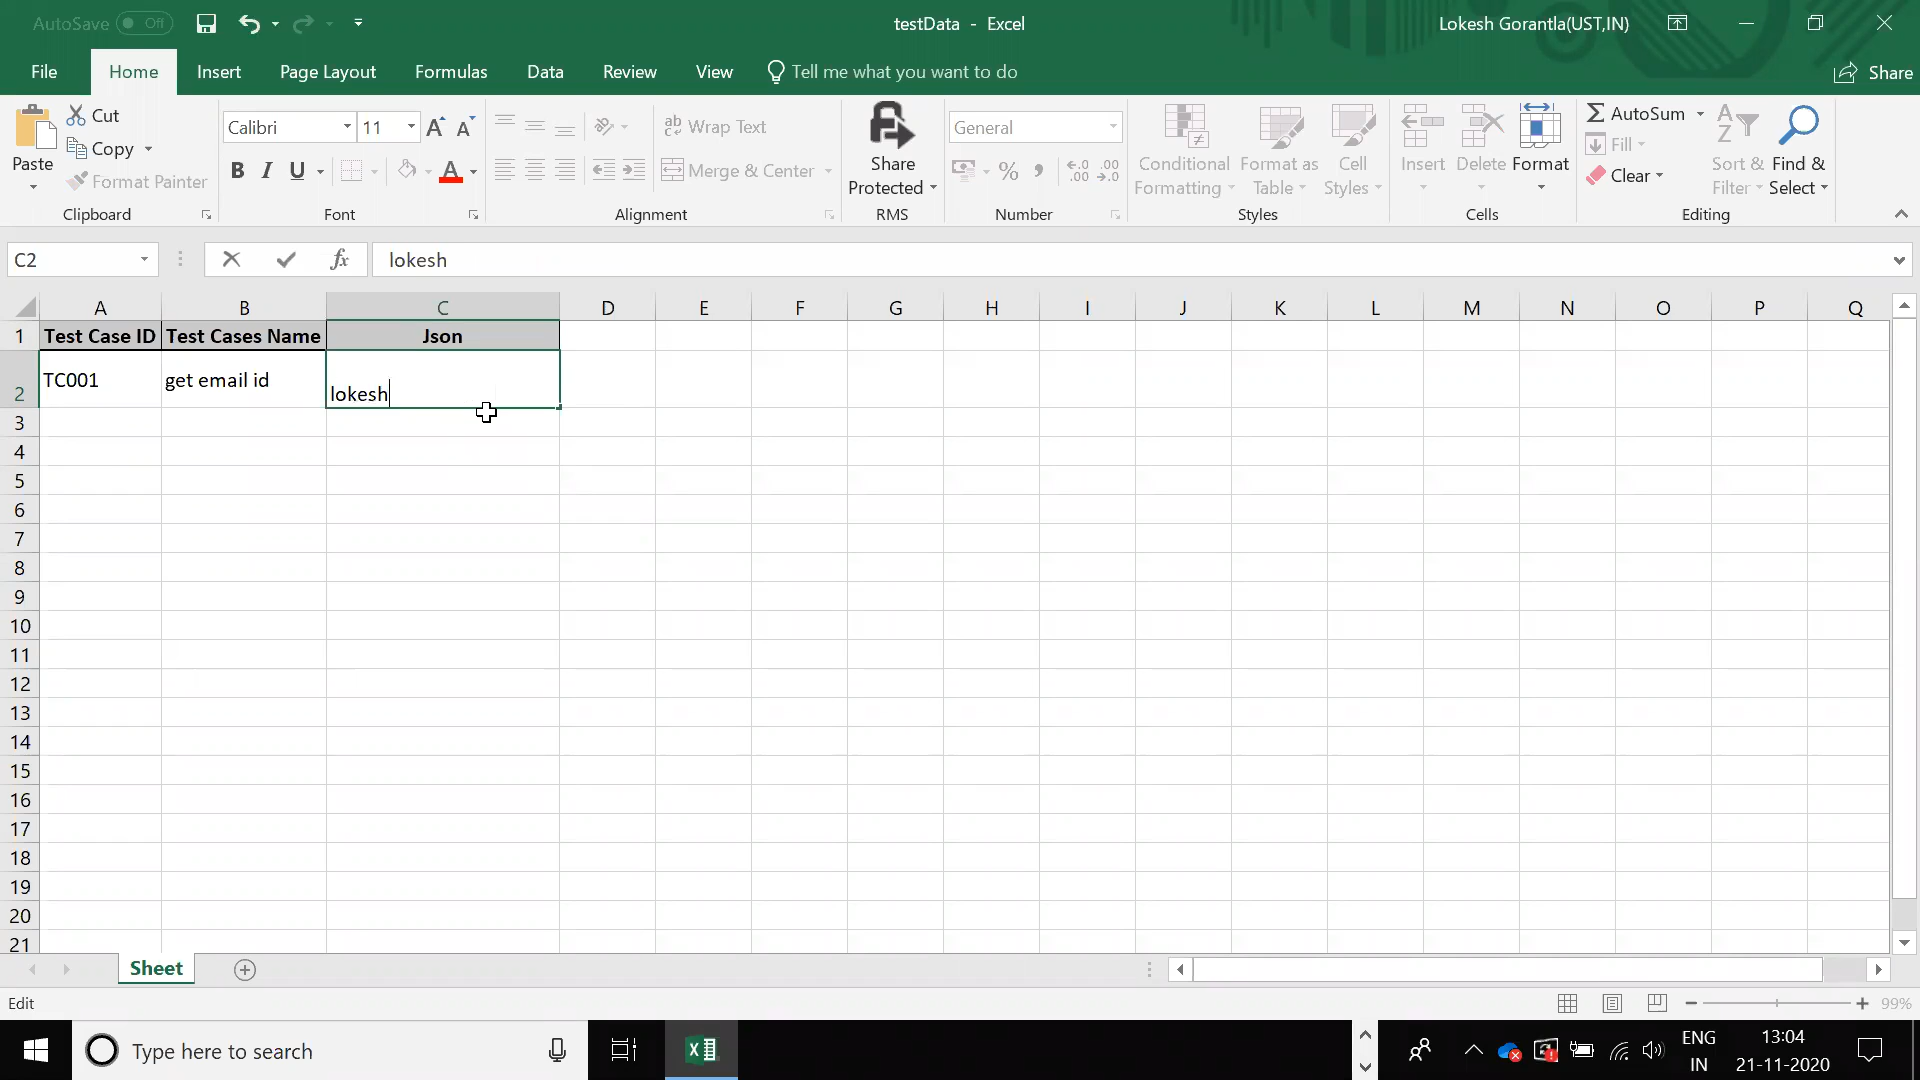 AutoSave Off
testData - Excel
Lokesh Gorantla(UST,IN)
File Home Insert Page Layout Formulas Data Review View Tell me what you want to do Share
Paste
Cut
Copy
Format Painter
Clipboard
Calibri 11
B I U A
Font
ab
Wrap Text
Merge & Center
Alignment
Share
Protected
RMS
General
% ,
Number
Conditional
Formatting
Format as
Table
Cell
Styles
Styles
Insert Delete Format
Cells
AutoSum
Fill
Clear
Sort &
Filter
Find &
Select
Editing
C2 fx lokesh
A B C D E F G H I J K L M N O P Q
1 Test Case ID Test Cases Name Json
2 TC001 get email id lokesh
3
4
5
6
7
8
9
10
11
12
13
14
15
16
17
18
19
20
21
Sheet
Edit
99%
Type here to search
ENG
IN
13:04
21-11-2020